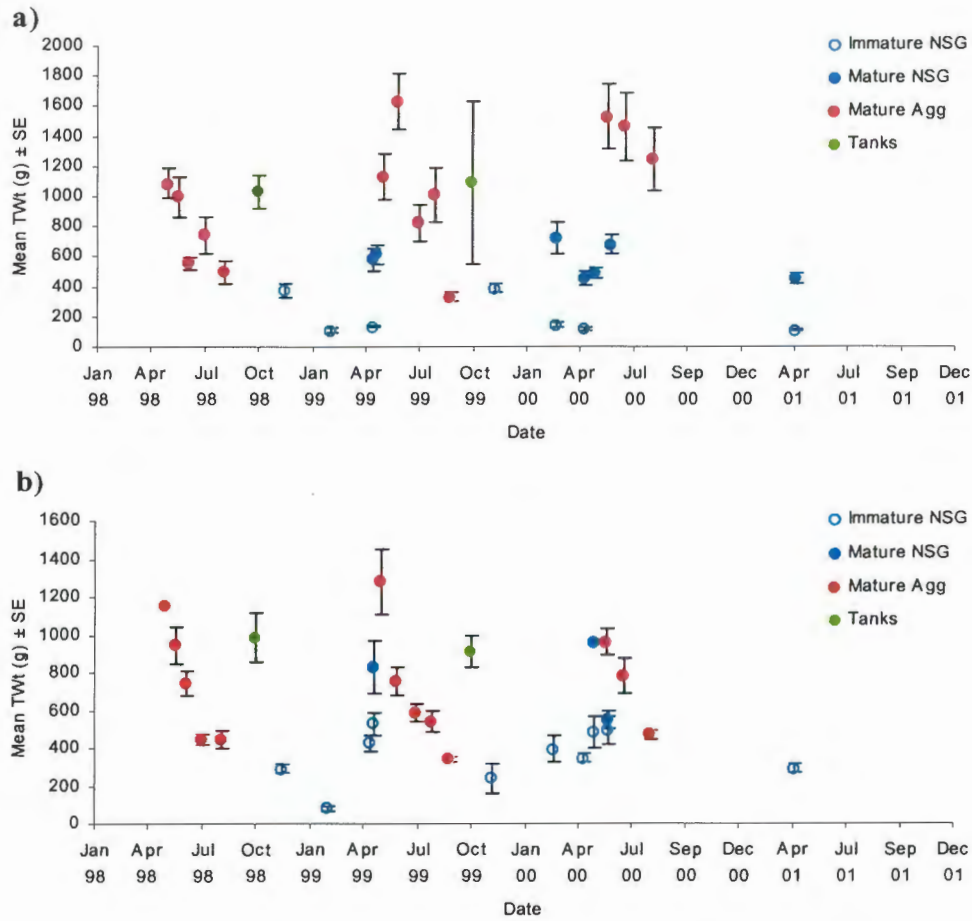 a)
Mean TWt (g) ± SE
2000
1800
1600
1400
1200
1000
800
600
400
200
0
Immature NSG
Mature NSG
Mature Agg
Tanks
Jan Apr Jul Oct Jan Apr Jul Oct Jan Apr Jul Sep Dec Apr Jul Sep Dec
98 98 98 98 99 99 99 99 00 00 00 00 00 01 01 01 01
Date
b)
Mean TWt (g) ± SE
1600
1400
1200
1000
800
600
400
200
0
Immature NSG
Mature NSG
Mature Agg
Tanks
Jan Apr Jul Oct Jan Apr Jul Oct Jan Apr Jul Sep Dec Apr Jul Sep Dec
98 98 98 98 99 99 99 99 00 00 00 00 00 01 01 01 01
Date